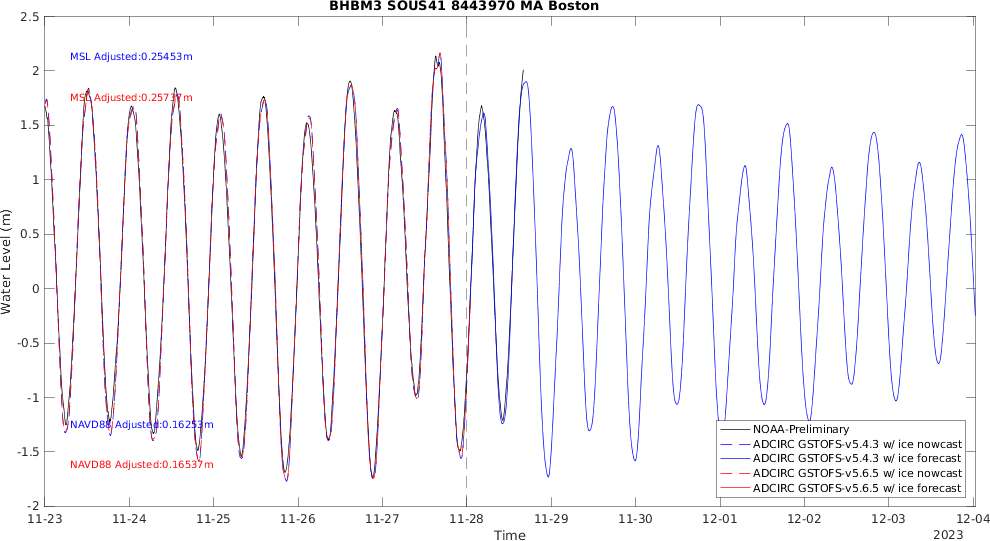 BHBM3 SOUS41 8443970 MA Boston
2.5
2
1.5
1
0.5
0
-0.5
-1
-1.5
-2
Water Level (m)
MSL Adjusted:0.25453m
MSL Adjusted:0.25737m
NAVD88 Adjusted:0.16253m
NAVD88 Adjusted:0.16537m
NOAA-Preliminary
ADCIRC GSTOFS-v5.4.3 w/ ice nowcast
ADCIRC GSTOFS-v5.4.3 w/ ice forecast
ADCIRC GSTOFS-v5.6.5 w/ ice nowcast
ADCIRC GSTOFS-v5.6.5 w/ ice forecast
11-23 11-24 11-25 11-26 11-27 11-28 11-29 11-30 12-01 12-02 12-03 12-04
Time
2023